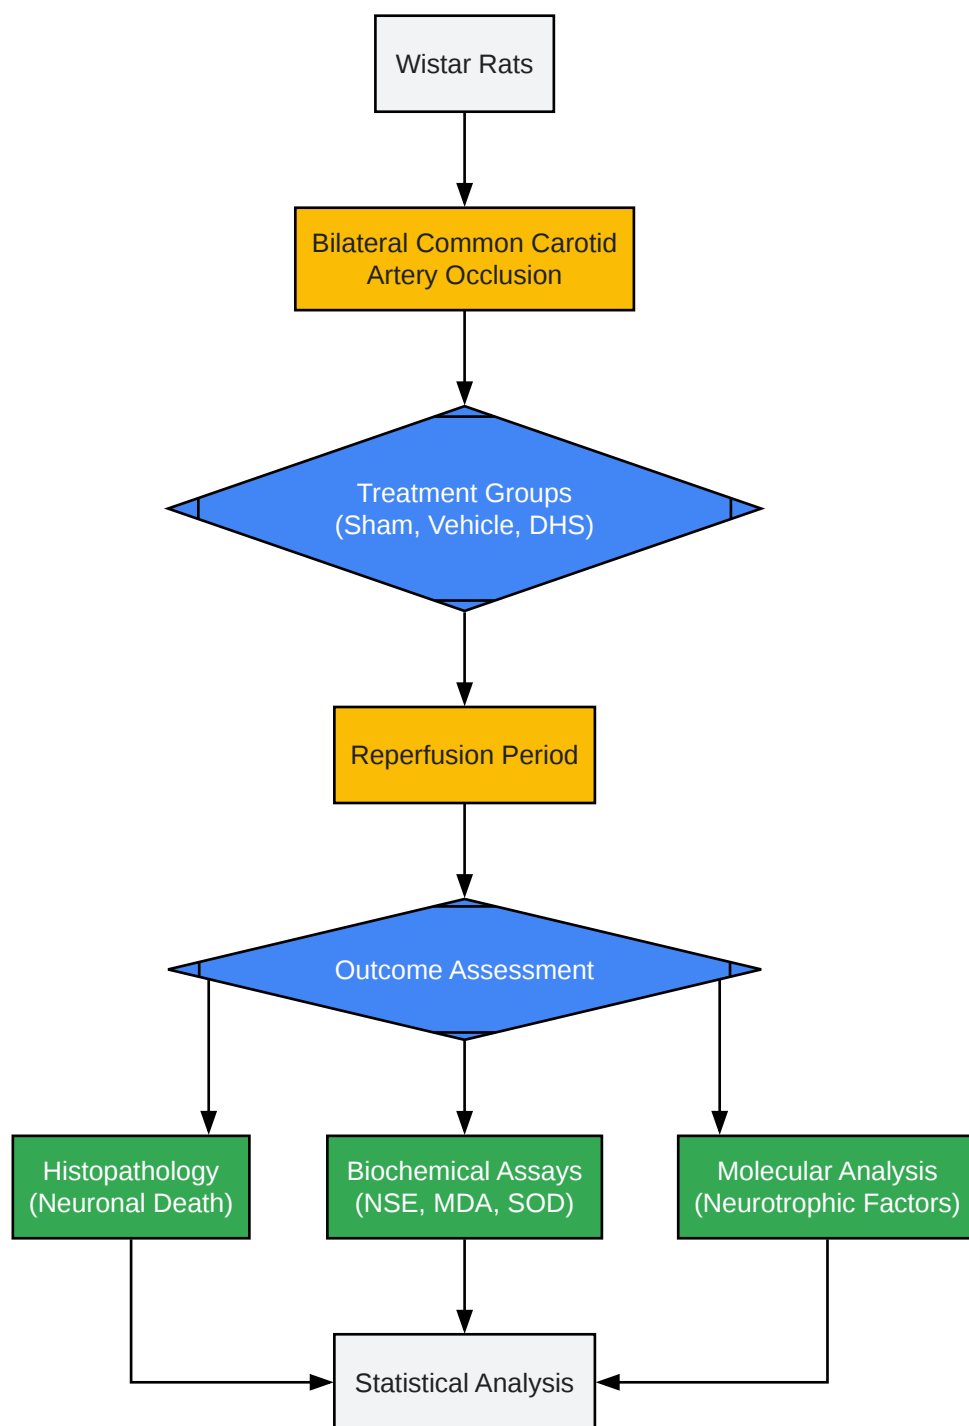 Wistar Rats
Bilateral Common Carotid
Artery Occlusion
Treatment Groups
(Sham, Vehicle, DHS)
Reperfusion Period
Outcome Assessment
Histopathology
(Neuronal Death)
Biochemical Assays
(NSE, MDA, SOD)
Molecular Analysis
(Neurotrophic Factors)
Statistical Analysis